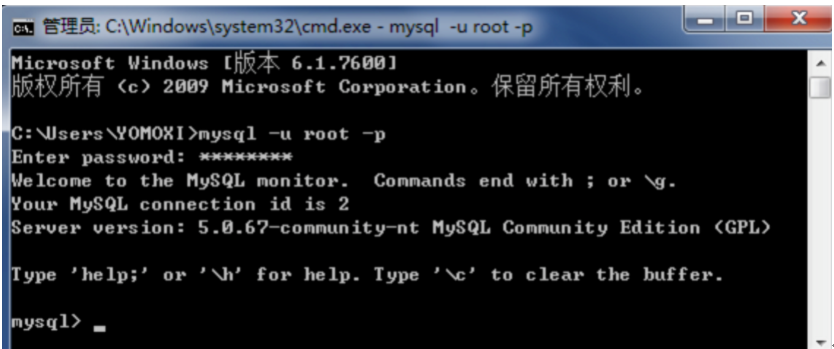 管理员: C:\Windows\system32\cmd.exe - mysql -u root -p
Microsoft Windows [版本 6.1.7600]
版权所有 (c) 2009 Microsoft Corporation。保留所有权利。
C:\Users\YOMOXI>mysql -u root -p
Enter password: ********
Welcome to the MySQL monitor.  Commands end with ; or \g.
Your MySQL connection id is 2
Server version: 5.0.67-community-nt MySQL Community Edition (GPL)
Type 'help;' or '\h' for help. Type '\c' to clear the buffer.
mysql> _